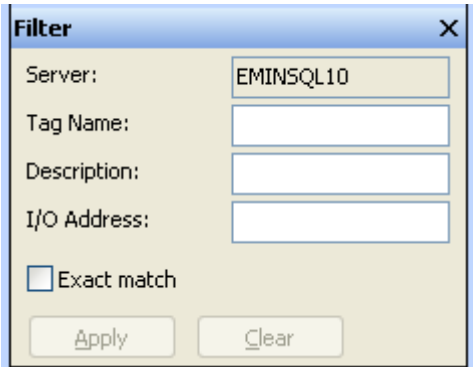 Filter
Server: EMINSQL10
Tag Name:
Description:
I/O Address:
Exact match
Apply Clear